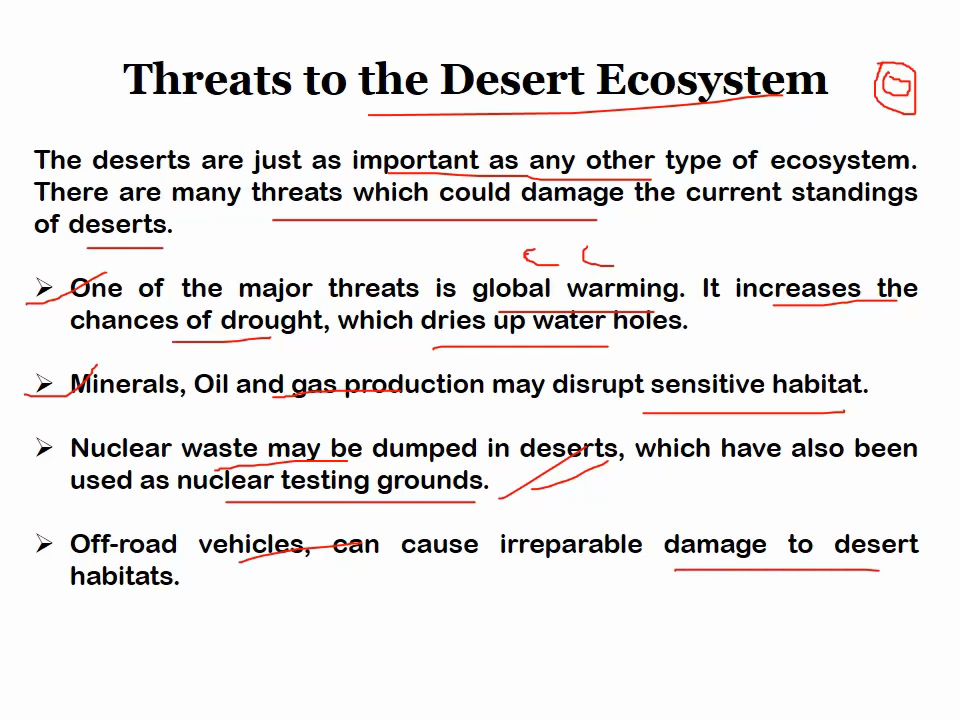 Threats to the Desert Ecosystem
The deserts are just as important as any other type of ecosystem.
There are many threats which could damage the current standings
of deserts.
➢ One of the major threats is global warming. It increases the
chances of drought, which dries up water holes.
➢ Minerals, Oil and gas production may disrupt sensitive habitat.
➢ Nuclear waste may be dumped in deserts, which have also been
used as nuclear testing grounds.
➢ Off-road vehicles, can cause irreparable damage to desert
habitats.